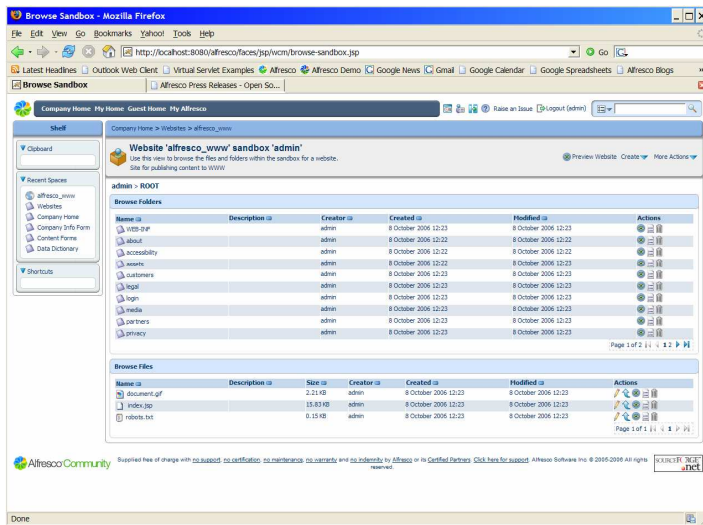 Browse Sandbox - Mozilla Firefox
File Edit View Go Bookmarks Yahoo! Tools Help
http://localhost:8080/alfresco/faces/jsp/wcm/browse-sandbox.jsp Go
Latest Headlines Outlook Web Client Virtual Servlet Examples Alfresco Alfresco Demo Google News Gmail Google Calendar Google Spreadsheets Alfresco Blogs
Browse Sandbox Alfresco Press Releases - Open So...
Company Home My Home Guest Home My Alfresco Raise an Issue Logout (admin)
Shelf
Clipboard
Recent Spaces
alfresco_www
Websites
Company Home
Company Info Form
Content Forms
Data Dictionary
Shortcuts
Company Home > Websites > alfresco_www
Website 'alfresco_www' sandbox 'admin'
Use this view to browse the files and folders within the sandbox for a website.
Site for publishing content to WWW
Preview Website Create More Actions
admin > ROOT
Browse Folders
Name Description Creator Created Modified Actions
WEB-INF admin 8 October 2006 12:23 8 October 2006 12:23
about admin 8 October 2006 12:22 8 October 2006 12:22
accessibility admin 8 October 2006 12:22 8 October 2006 12:22
assets admin 8 October 2006 12:22 8 October 2006 12:22
customers admin 8 October 2006 12:23 8 October 2006 12:23
legal admin 8 October 2006 12:23 8 October 2006 12:23
login admin 8 October 2006 12:23 8 October 2006 12:23
media admin 8 October 2006 12:23 8 October 2006 12:23
partners admin 8 October 2006 12:23 8 October 2006 12:23
privacy admin 8 October 2006 12:23 8 October 2006 12:23
Page 1 of 2 1 2
Browse Files
Name Description Size Creator Created Modified Actions
document.gif 2.21 KB admin 8 October 2006 12:23 8 October 2006 12:23
index.jsp 15.83 KB admin 8 October 2006 12:23 8 October 2006 12:23
robots.txt 0.15 KB admin 8 October 2006 12:23 8 October 2006 12:23
Page 1 of 1 1
Alfresco Community
Supplied free of charge with no support, no certification, no maintenance, no warranty and no indemnity by Alfresco or its Certified Partners. Click here for support. Alfresco Software Inc. © 2005-2006 All rights
reserved.
SOURCEFORGE
.net
Done